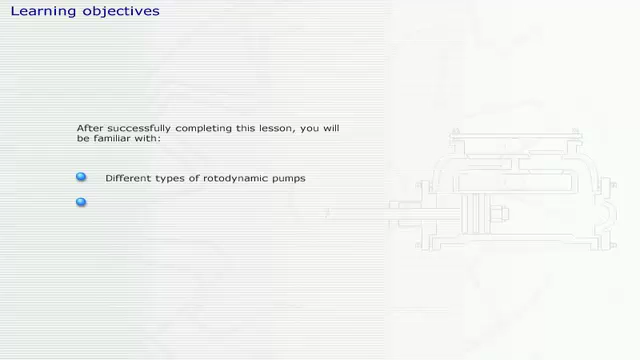 Learning objectives
After successfully completing this lesson, you will
be familiar with:
Different types of rotodynamic pumps